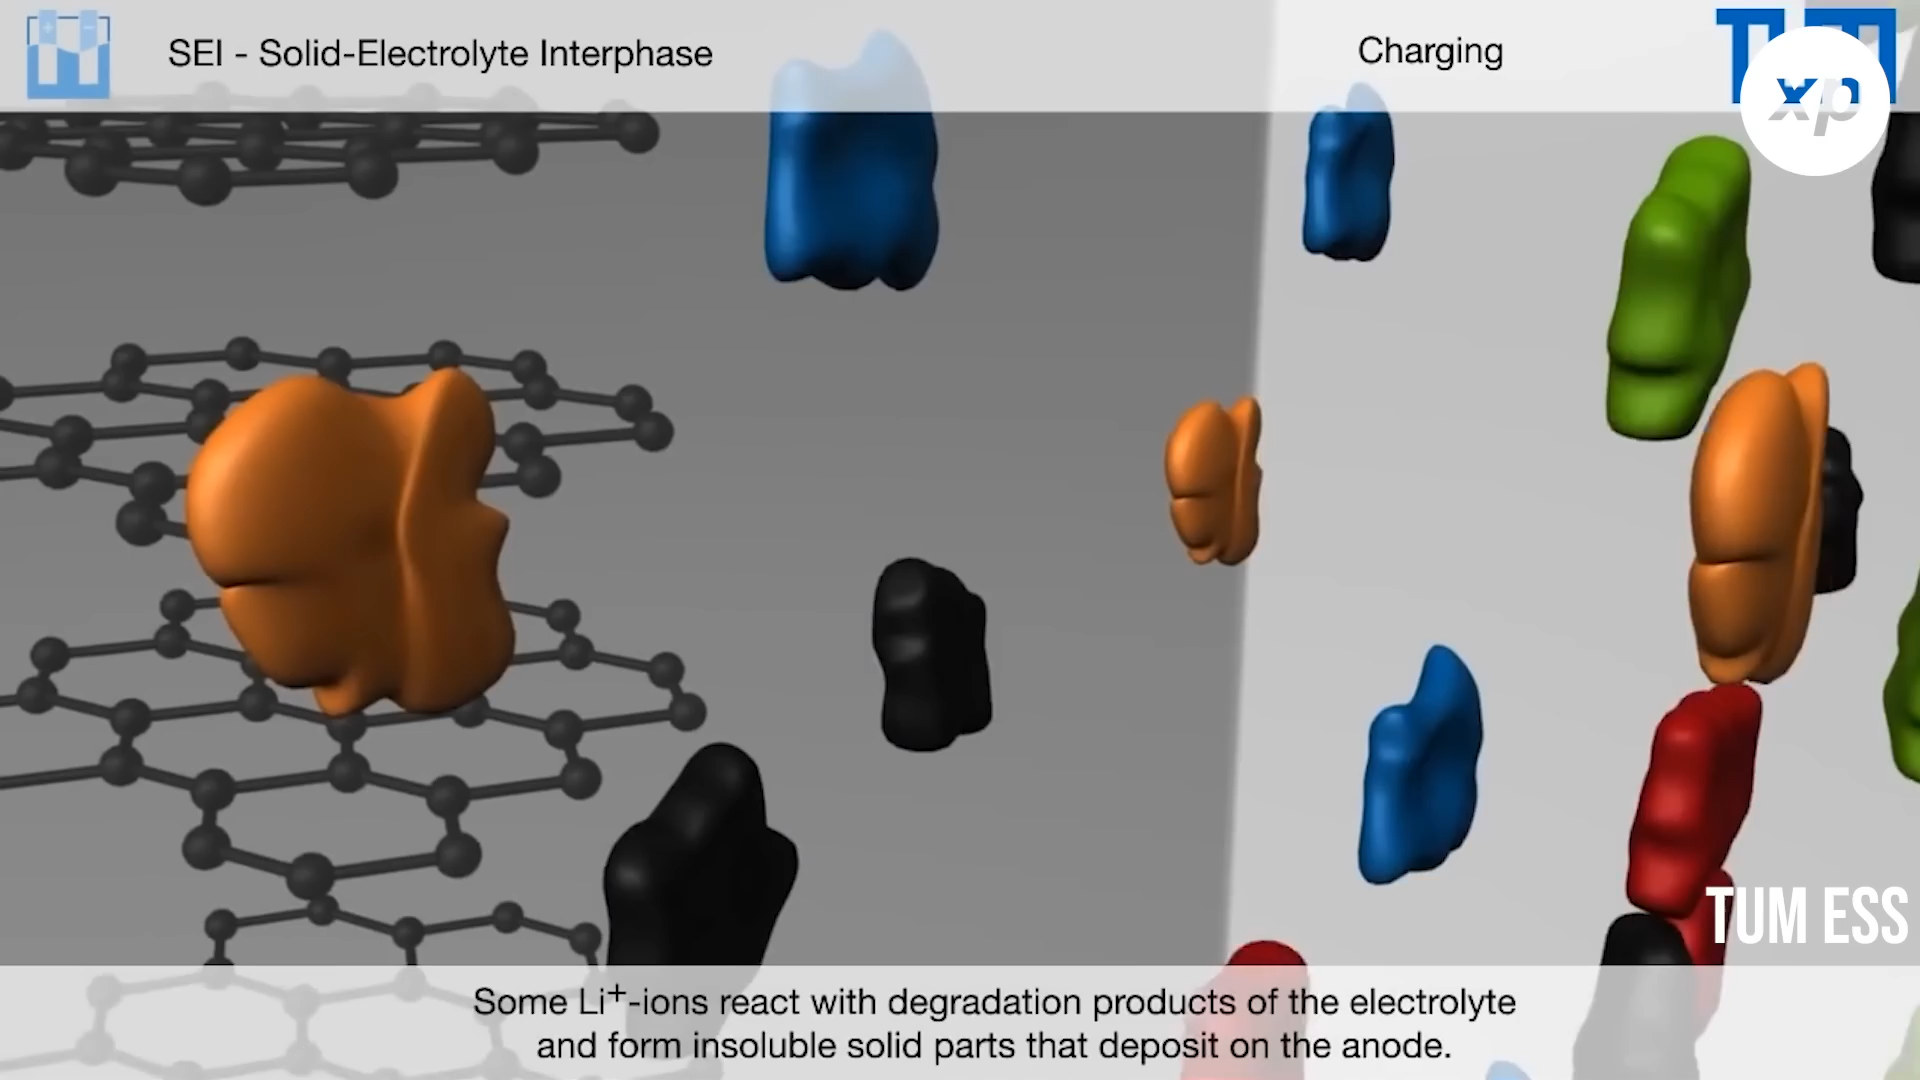 SEI - Solid-Electrolyte Interphase
Charging
xp
TUM ESS
Some Li⁺-ions react with degradation products of the electrolyte
and form insoluble solid parts that deposit on the anode.